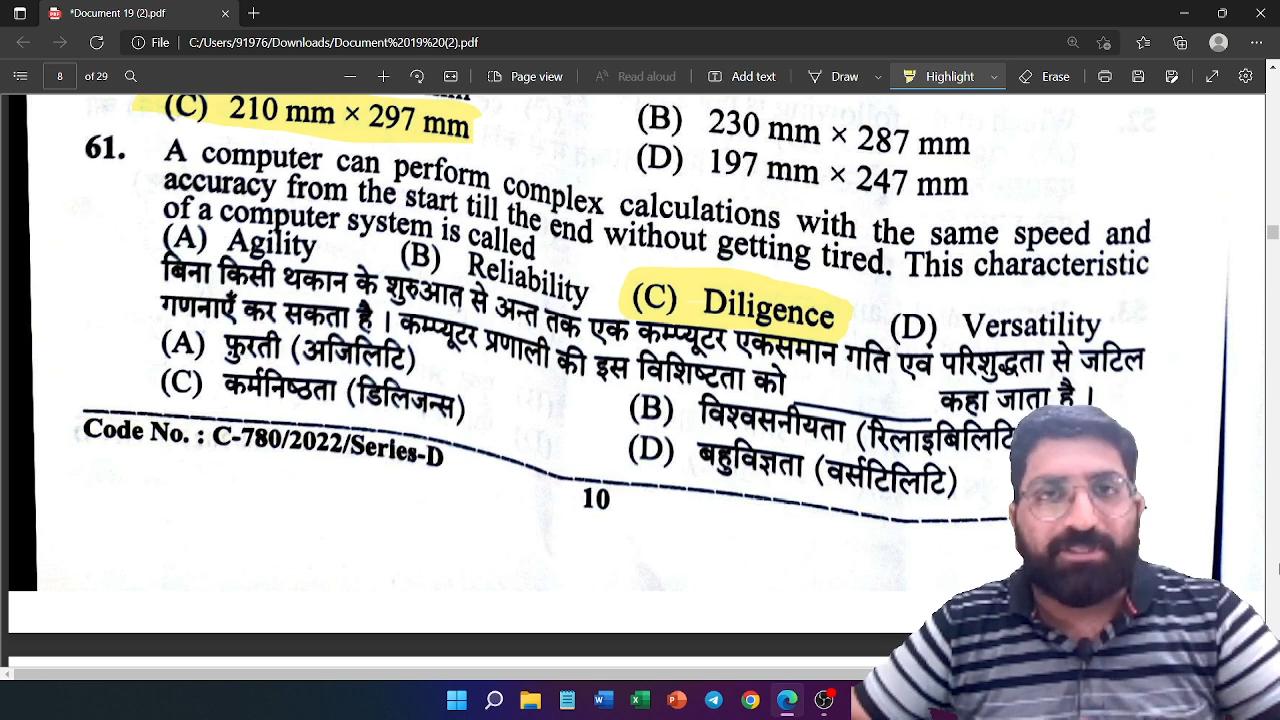 *Document 19 (2).pdf
File C:/Users/91976/Downloads/Document%2019%20(2).pdf
8 of 29 Page view Read aloud Add text Draw Highlight Erase
(C) 210 mm × 297 mm
(B) 230 mm × 287 mm
(D) 197 mm × 247 mm
61. A computer can perform complex calculations with the same speed and
accuracy from the start till the end without getting tired. This characteristic
of a computer system is called
(A) Agility (B) Reliability (C) Diligence (D) Versatility
बिना किसी थकान के शुरुआत से अन्त तक एक कम्प्यूटर एकसमान गति एवं परिशुद्धता से जटिल
गणनाएँ कर सकता है । कम्प्यूटर प्रणाली की इस विशिष्टता को ________ कहा जाता है ।
(A) फुरती (अजिलिटि) (B) विश्वसनीयता (रिलाइबिलिटि
(C) कर्मनिष्ठता (डिलिजन्स) (D) बहुविज्ञता (वर्सटिलिटि)
Code No. : C-780/2022/Series-D
10